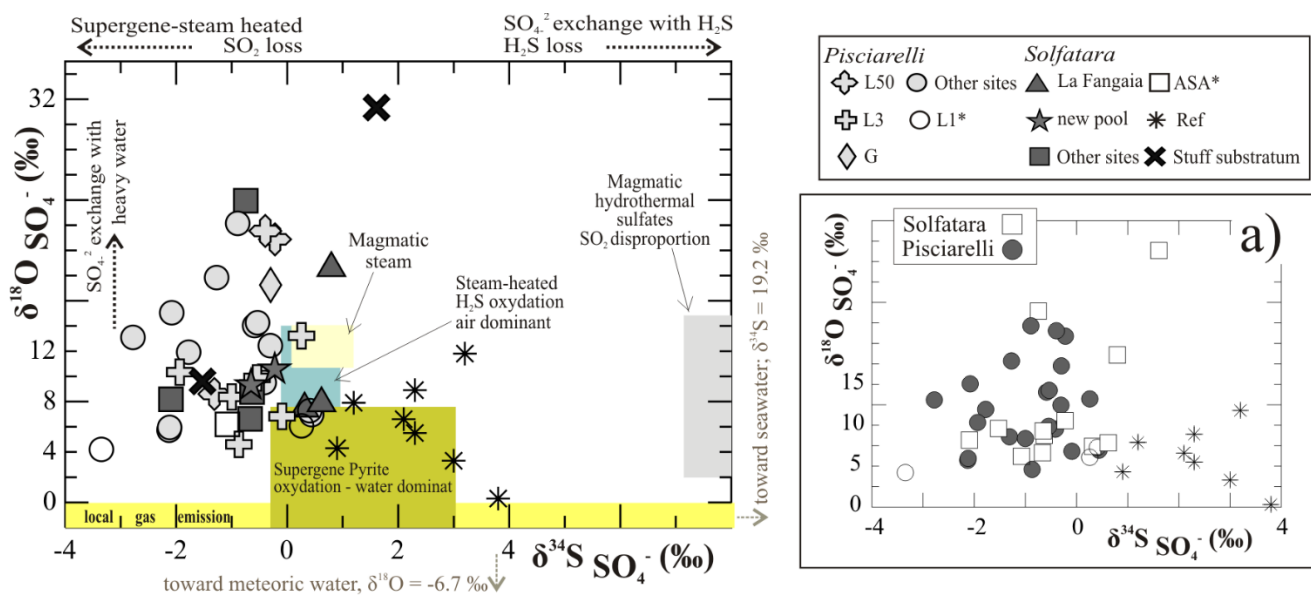 Supergene-steam heated
SO2 loss
SO4-2 exchange with H2S
H2S loss
δ18O SO4- (‰)
32
4
12
8
4
0
SO4-2 exchange with
heavy water
Magmatic
steam
Steam-heated
H2S oxydation
air dominant
Magmatic
hydrothermal
sulfates
SO2 disproportion
Supergene Pyrite
oxydation - water dominat
local gas emission
-4 -2 0 2 4
δ34S SO4- (‰)
toward meteoric water, δ18O = -6.7 ‰
toward seawater; δ34S = 19.2 ‰
Pisciarelli Solfatara
L50 Other sites La Fangaia ASA*
L3 L1* new pool Ref
G Other sites Stuff substratum
a)
Solfatara
Pisciarelli
δ18O SO4- (‰)
15
10
5
0
-4 -2 0 2 4
δ34S SO4- (‰)